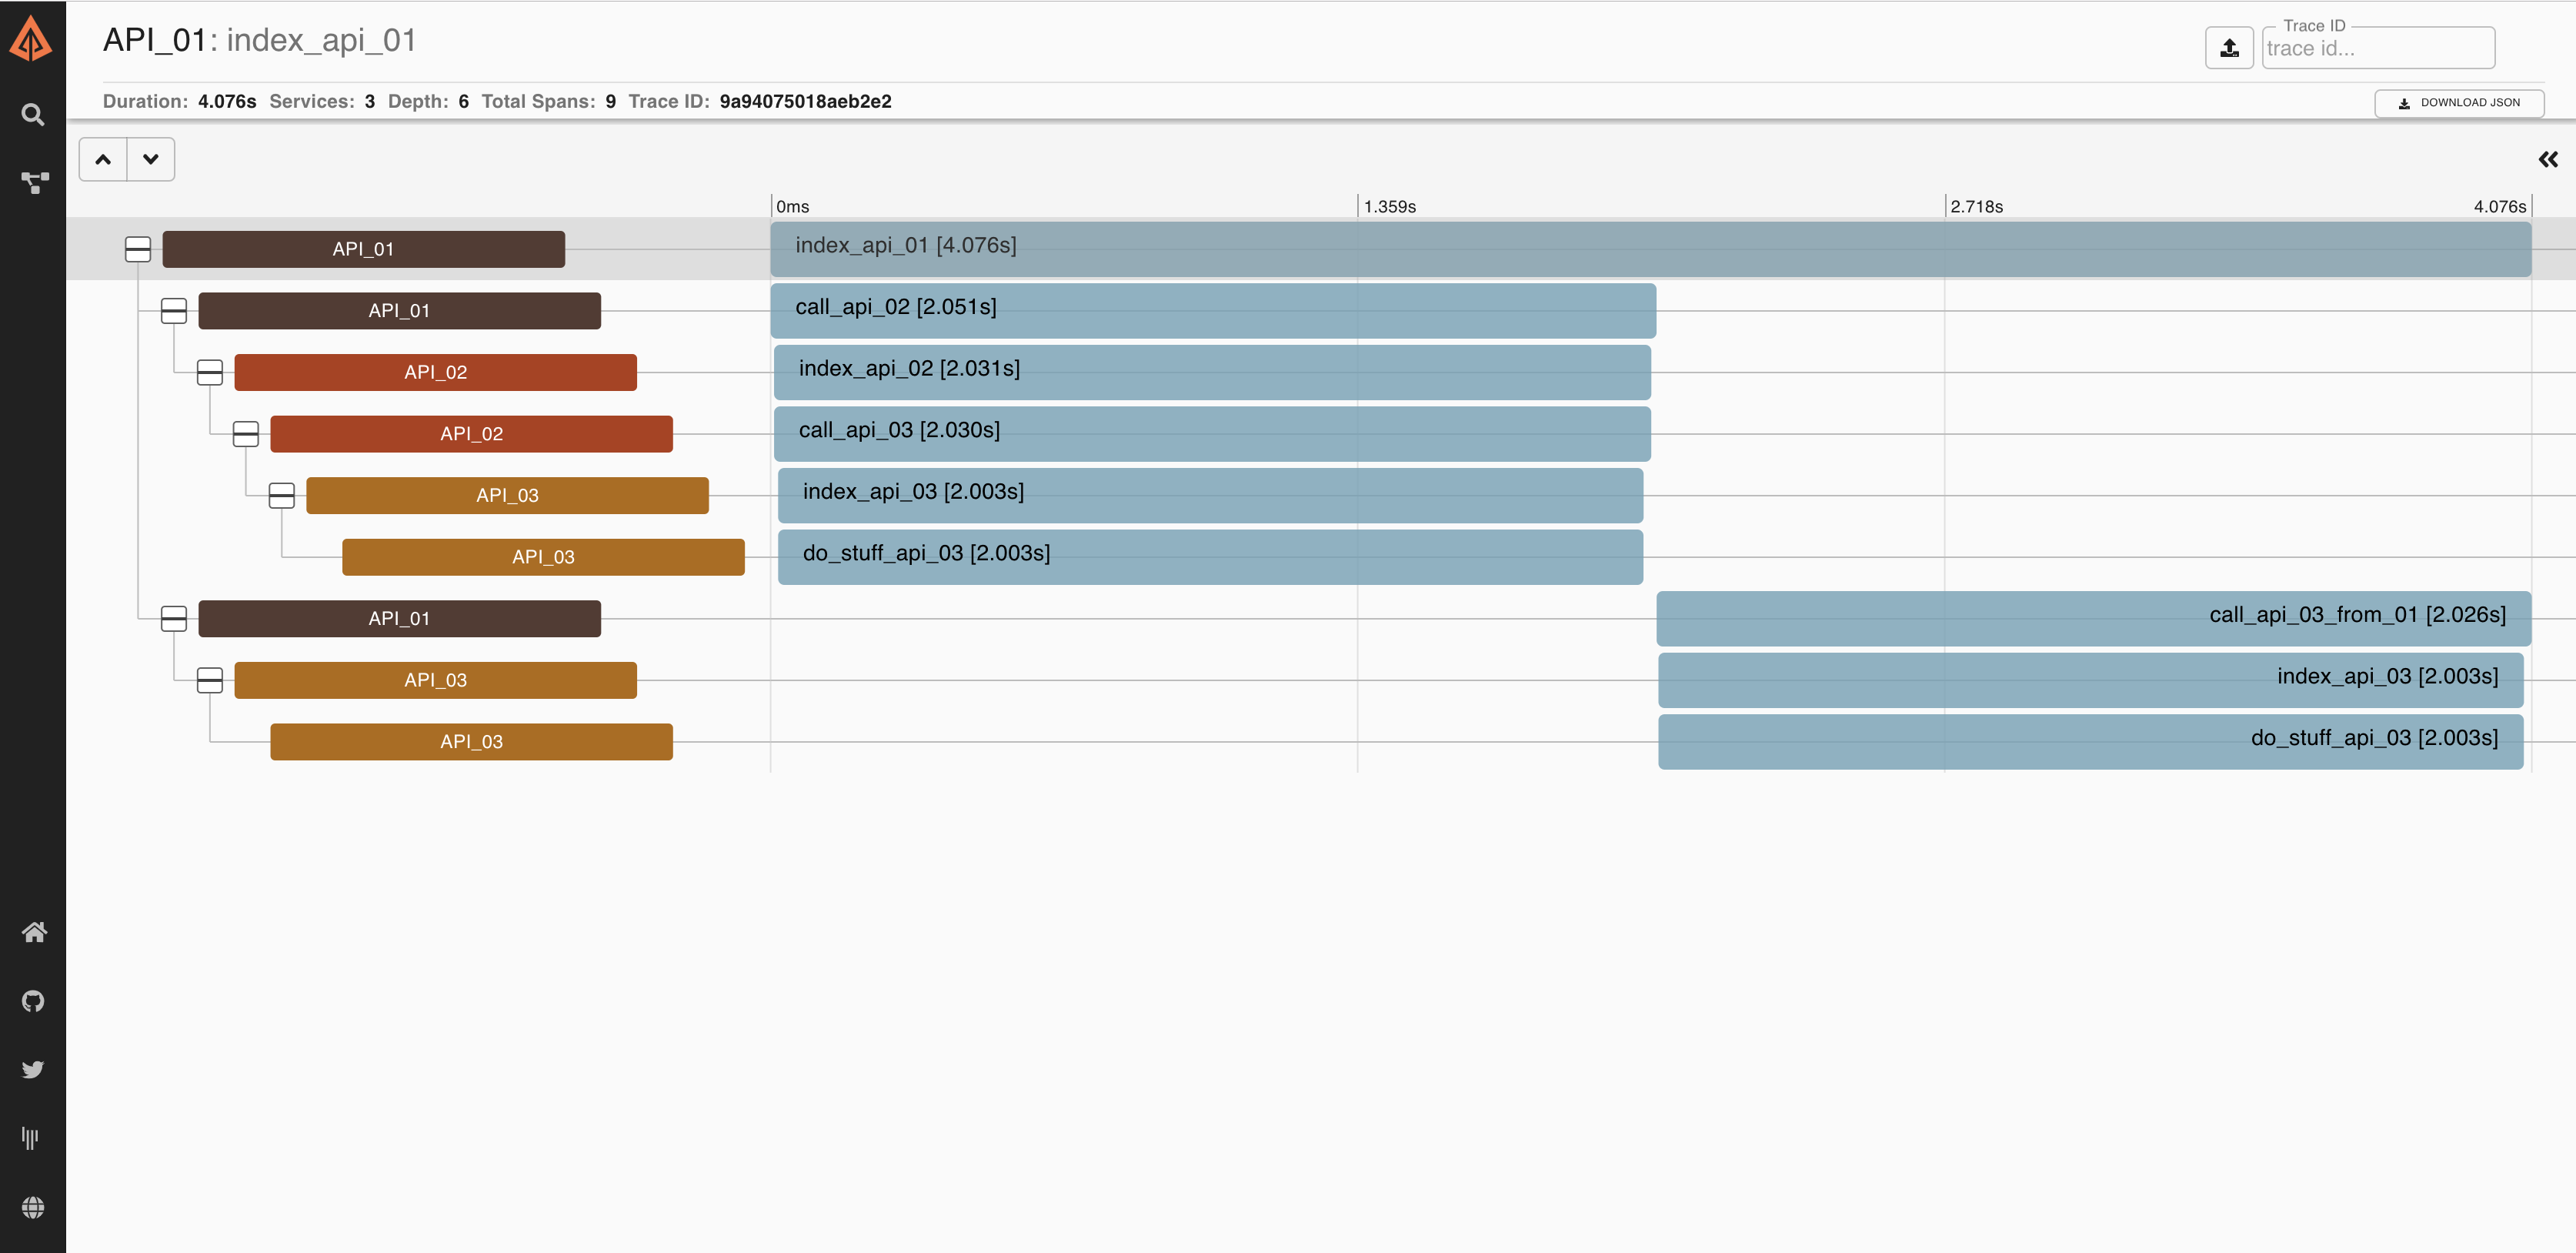 API_01: index_api_01
Trace ID
trace id...
Duration: 4.076s Services: 3 Depth: 6 Total Spans: 9 Trace ID: 9a94075018aeb2e2
DOWNLOAD JSON
0ms 1.359s 2.718s 4.076s
API_01 index_api_01 [4.076s]
API_01 call_api_02 [2.051s]
API_02 index_api_02 [2.031s]
API_02 call_api_03 [2.030s]
API_03 index_api_03 [2.003s]
API_03 do_stuff_api_03 [2.003s]
API_01 call_api_03_from_01 [2.026s]
API_03 index_api_03 [2.003s]
API_03 do_stuff_api_03 [2.003s]